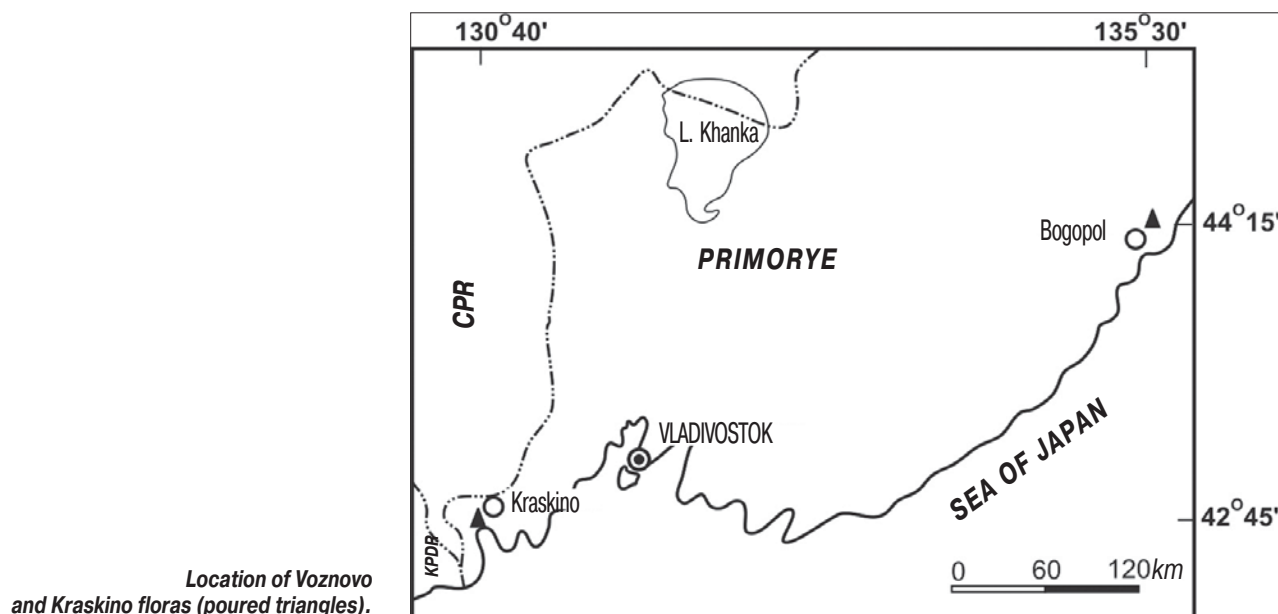 130°40'
135°30'
L. Khanka
44°15'
Bogopol
PRIMORYE
CPR
VLADIVOSTOK
SEA OF JAPAN
Kraskino
42°45'
KPDR
0 60 120km
Location of Voznovo
and Kraskino floras (poured triangles).